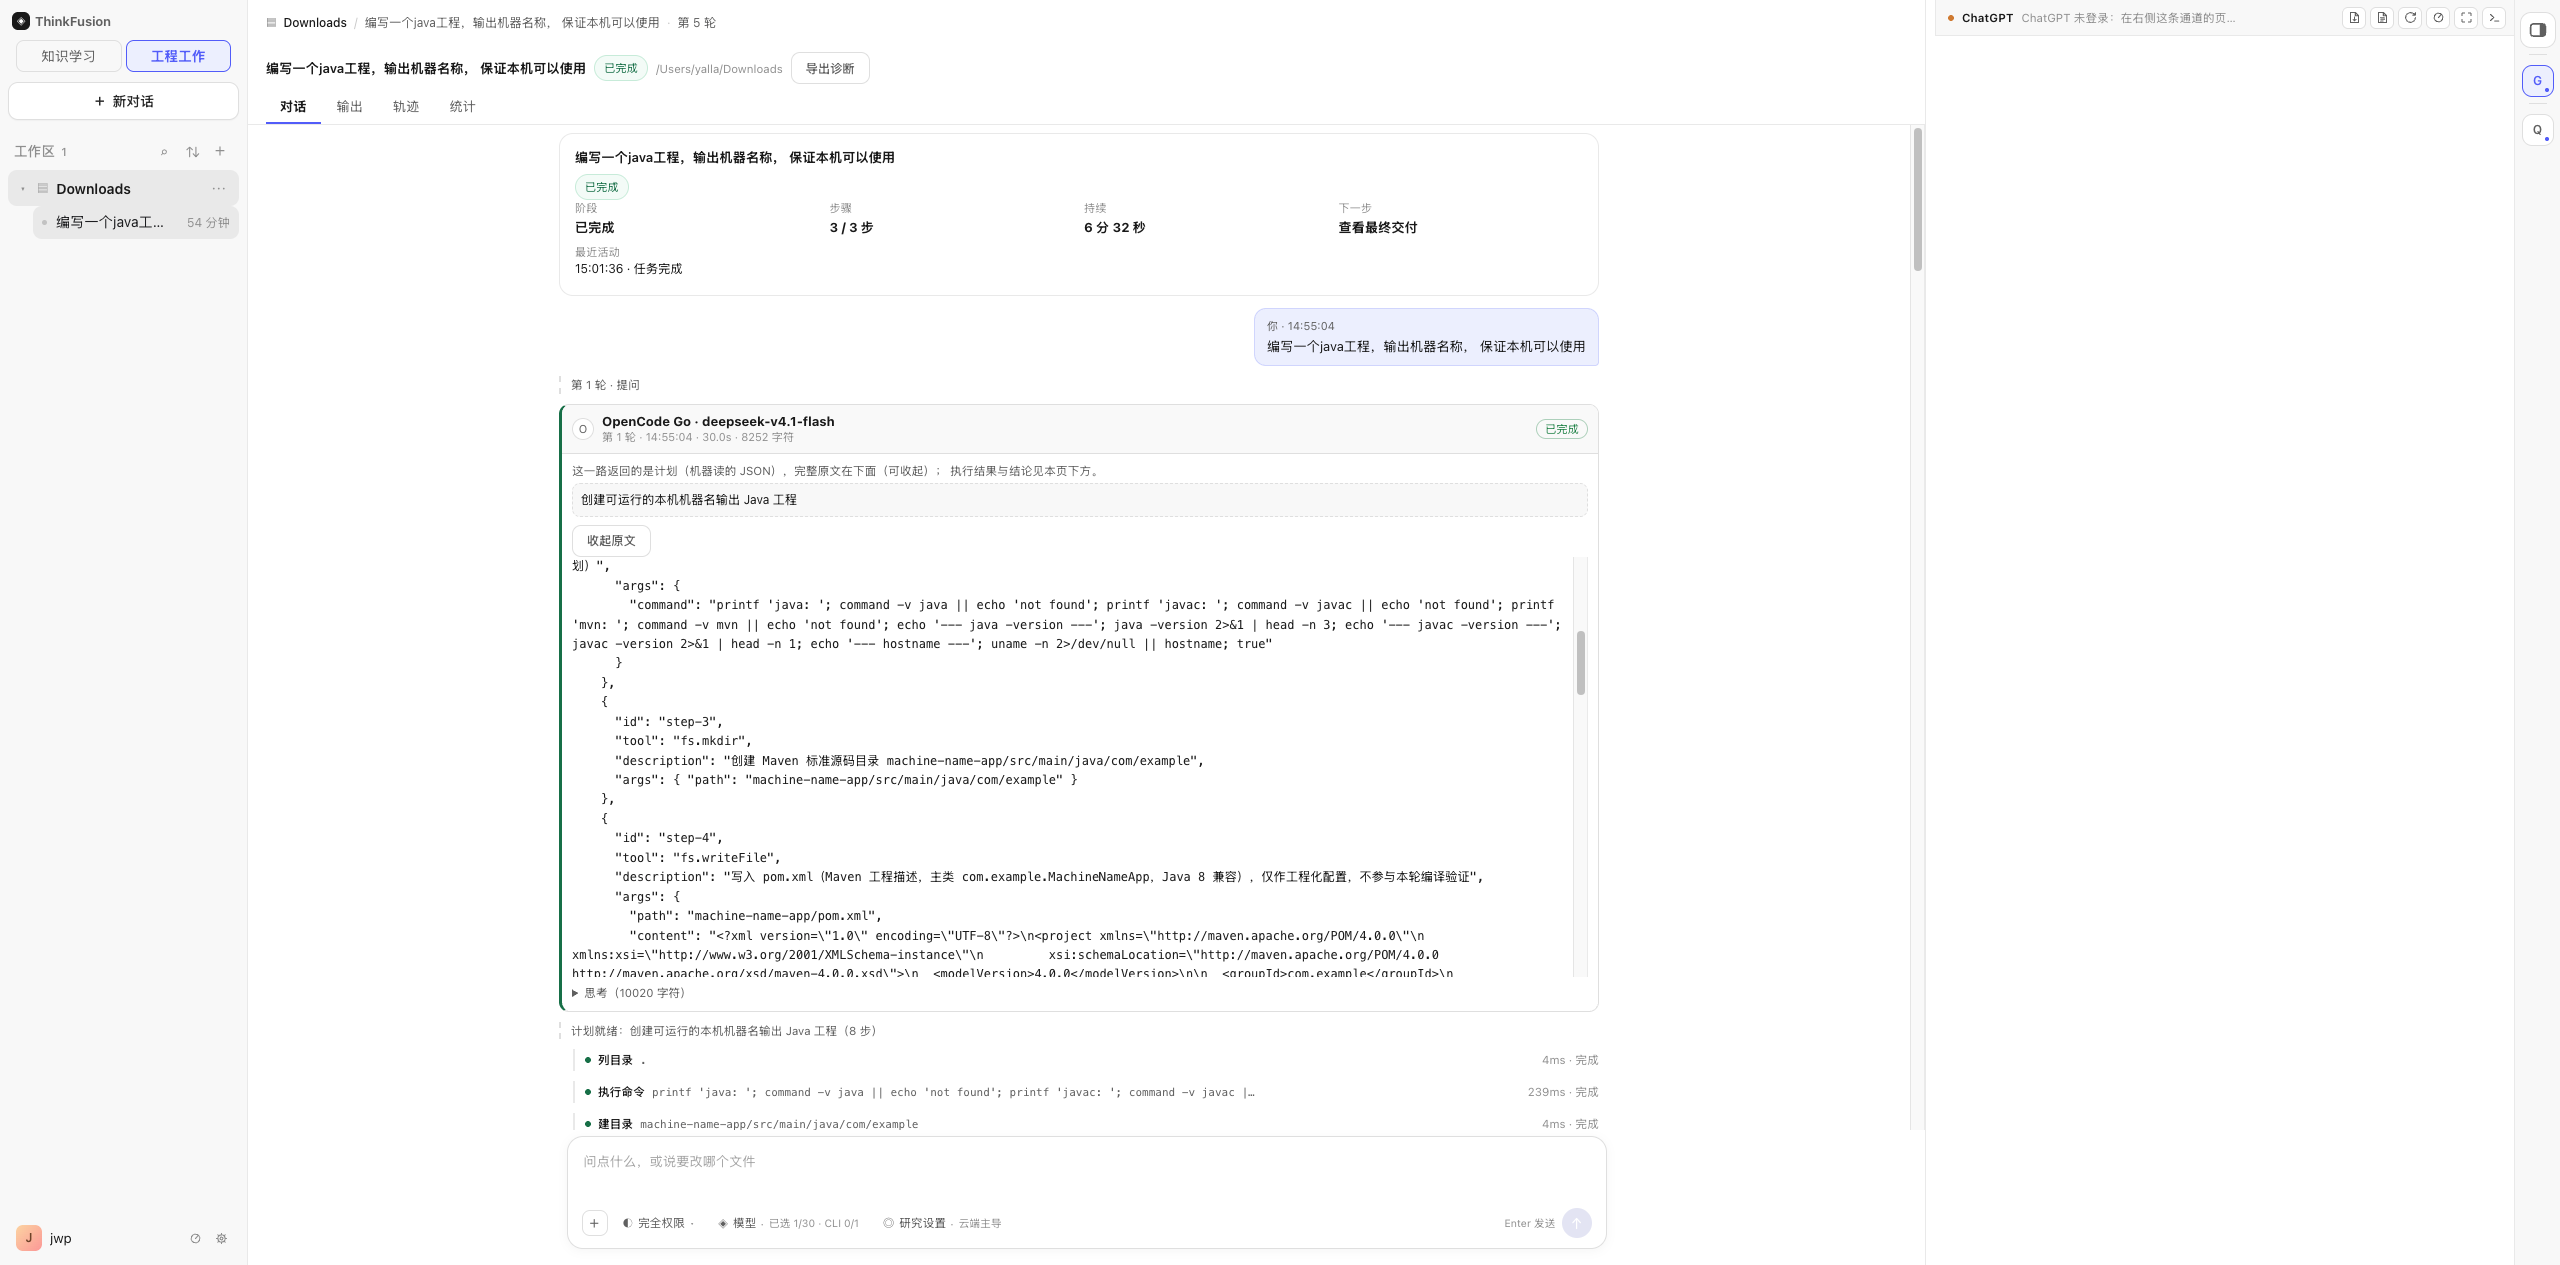 ThinkFusion
知识学习
工程工作
+ 新对话
工作区 1
Downloads
编写一个java工... 54 分钟
J jwp
Downloads / 编写一个java工程，输出机器名称， 保证本机可以使用 · 第 5 轮
编写一个java工程，输出机器名称， 保证本机可以使用 已完成 /Users/yalla/Downloads 导出诊断
对话 输出 轨迹 统计
编写一个java工程，输出机器名称， 保证本机可以使用
已完成
阶段 步骤 持续 下一步
已完成 3 / 3 步 6 分 32 秒 查看最终交付
最近活动
15:01:36 · 任务完成
你 · 14:55:04
编写一个java工程，输出机器名称， 保证本机可以使用
第 1 轮 · 提问
O OpenCode Go · deepseek-v4.1-flash
第 1 轮 · 14:55:04 · 30.0s · 8252 字符
已完成
这一路返回的是计划（机器读的 JSON），完整原文在下面（可收起）； 执行结果与结论见本页下方。
创建可运行的本机机器名输出 Java 工程
收起原文
划）",
"args": {
"command": "printf 'java: '; command -v java || echo 'not found'; printf 'javac: '; command -v javac || echo 'not found'; printf
'mvn: '; command -v mvn || echo 'not found'; echo '--- java -version ---'; java -version 2>&1 | head -n 3; echo '--- javac -version ---';
javac -version 2>&1 | head -n 1; echo '--- hostname ---'; uname -n 2>/dev/null || hostname; true"
}
},
{
"id": "step-3",
"tool": "fs.mkdir",
"description": "创建 Maven 标准源码目录 machine-name-app/src/main/java/com/example",
"args": { "path": "machine-name-app/src/main/java/com/example" }
},
{
"id": "step-4",
"tool": "fs.writeFile",
"description": "写入 pom.xml（Maven 工程描述，主类 com.example.MachineNameApp，Java 8 兼容），仅作工程化配置，不参与本轮编译验证",
"args": {
"path": "machine-name-app/pom.xml",
"content": "<?xml version=\"1.0\" encoding=\"UTF-8\"?>\n<project xmlns=\"http://maven.apache.org/POM/4.0.0\"\n
xmlns:xsi=\"http://www.w3.org/2001/XMLSchema-instance\"\n xsi:schemaLocation=\"http://maven.apache.org/POM/4.0.0
http://maven.apache.org/xsd/maven-4.0.0.xsd\">\n <modelVersion>4.0.0</modelVersion>\n\n <groupId>com.example</groupId>\n
思考（10020 字符）
计划就绪：创建可运行的本机机器名输出 Java 工程（8 步）
列目录 . 4ms · 完成
执行命令 printf 'java: '; command -v java || echo 'not found'; printf 'javac: '; command -v javac |… 239ms · 完成
建目录 machine-name-app/src/main/java/com/example 4ms · 完成
问点什么，或说要改哪个文件
+ 完全权限 · 模型 · 已选 1/30 · CLI 0/1 研究设置 · 云端主导 Enter 发送
ChatGPT ChatGPT 未登录：在右侧这条通道的页...
G
Q